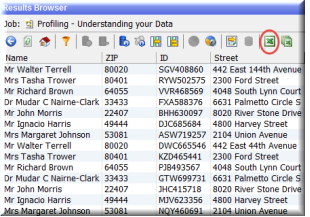 Results Browser
Job: Profiling - Understanding your Data
Name ZIP ID Street
Mr Walter Terrell 80020 SGV408860 442 East 144th Avenue
Mrs Tasha Trower 80401 RYW502575 2300 Ford Street
Mr Richard Brown 64055 VVR468569 4048 South Lynn Court
Dr Mudar C Nairne-Clark 33433 FXA588376 6631 Palmetto Circle S
Mr John Morris 22407 BHH630097 8020 River Stone Drive
Mr Ignacio Harris 49444 DJC685684 4800 Harvey Street
Mrs Margaret Johnson 53081 ASW719257 2104 Union Avenue
Mr Walter Terrell 80020 DWC665546 442 East 44th Avenue
Mrs Tasha Trower 80401 KZD465441 2300 Ford Street
Mr Richard Brown 64055 PJB493567 4048 South Lynn Court
Dr Mudar C Nairne-Clark 33433 GTW699731 6631 Palmetto Circle S
Mr John Morris 22407 JHC415718 8020 River Stone Drive
Mr Ignacio Harris 49444 MJV623356 4800 Harvey Street
Mrs Margaret Johnson 53081 NQY460691 2104 Union Avenue